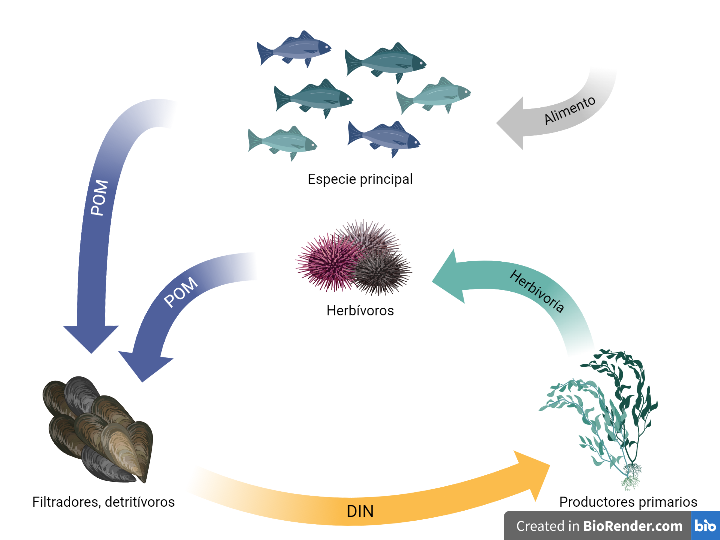 Alimento
Especie principal
POM
POM
Herbivoría
Herbívoros
Filtradores, detritívoros
DIN
Productores primarios
Created in BioRender.com bio